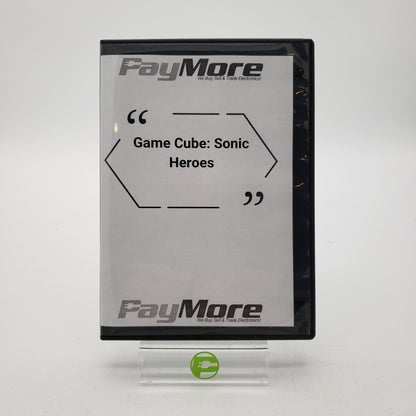 PayMore
We Buy, Sell & Trade Electronics!
“
Game Cube: Sonic
Heroes
”
PayMore
We Buy, Sell & Trade Electronics!